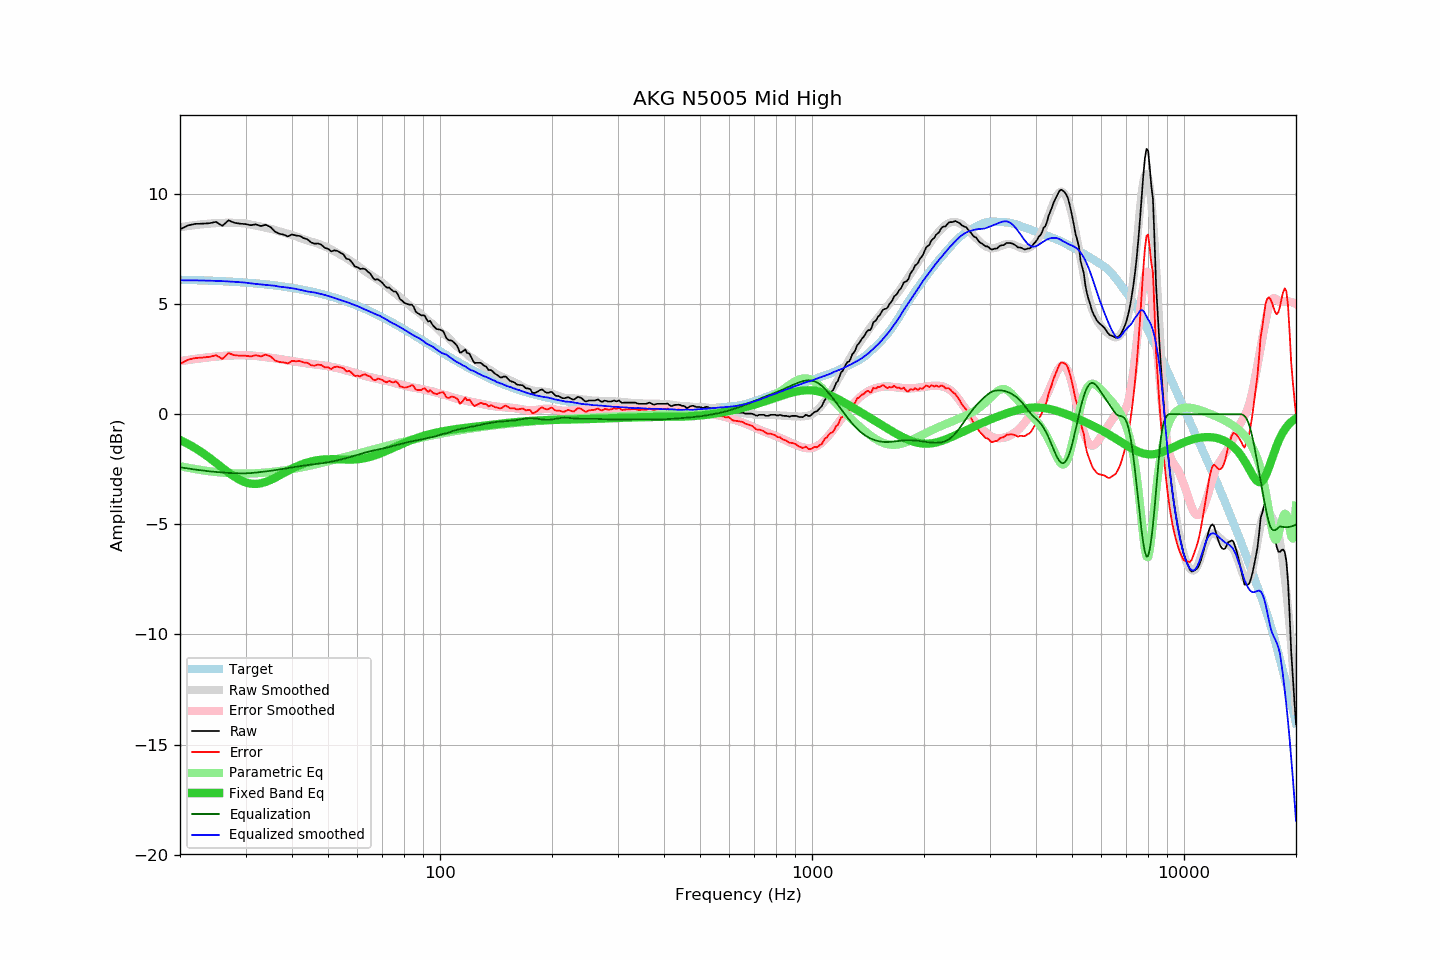 AKG N5005 Mid High
10
5
0
−5
−10
−15
−20
Amplitude (dBr)
Target
Raw Smoothed
Error Smoothed
Raw
Error
Parametric Eq
Fixed Band Eq
Equalization
Equalized smoothed
100
1000
10000
Frequency (Hz)